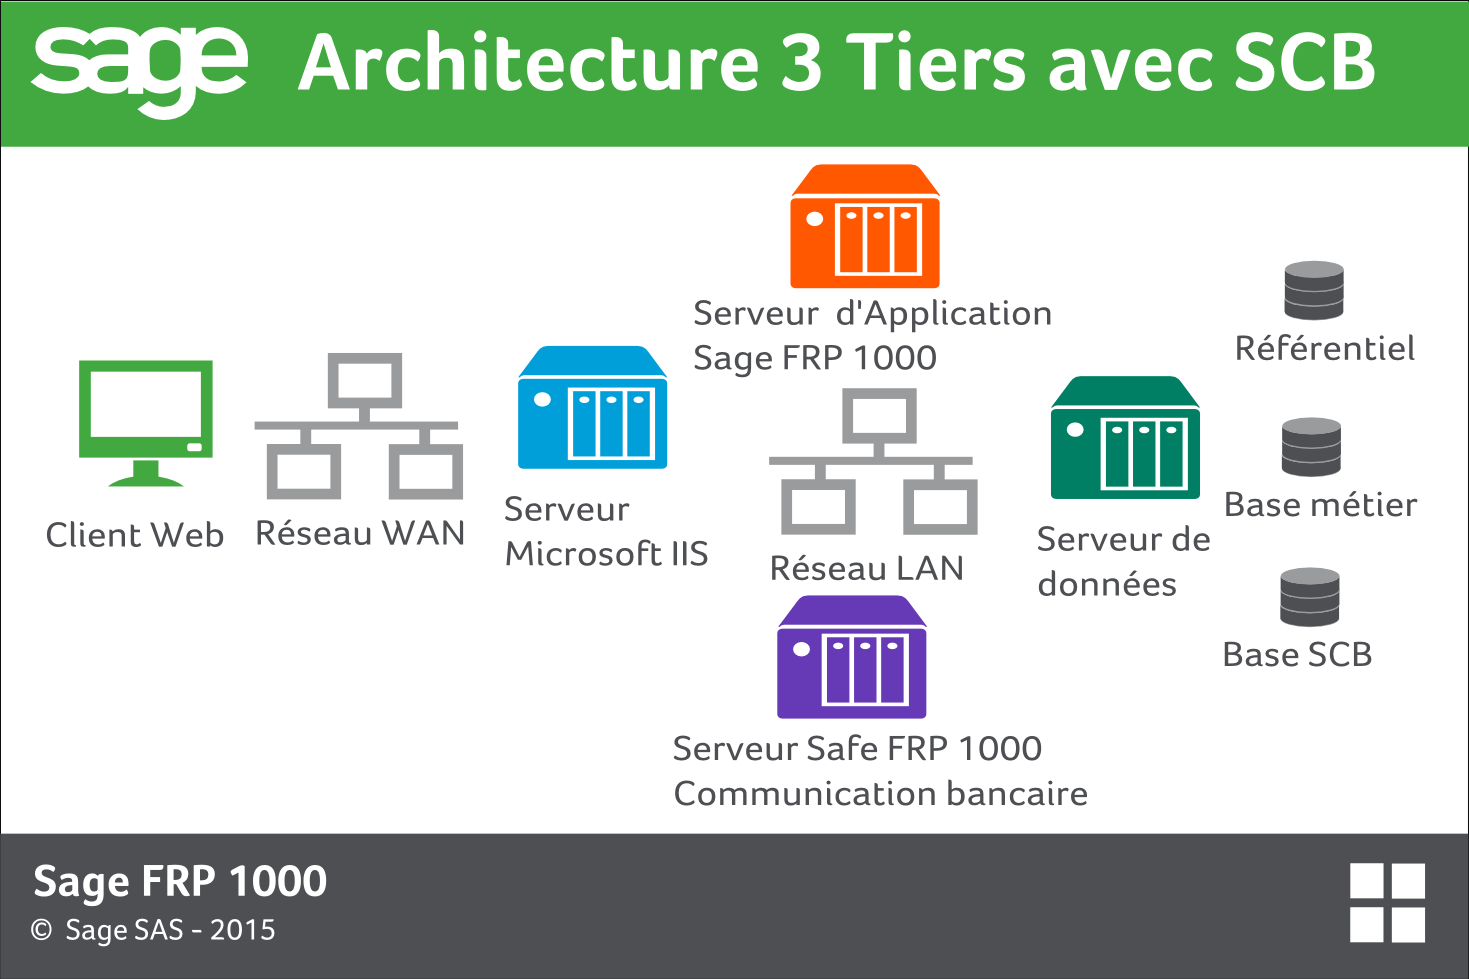 sage Architecture 3 Tiers avec SCB
Serveur d'Application
Sage FRP 1000
Référentiel
Client Web
Réseau WAN
Serveur
Microsoft IIS
Réseau LAN
Serveur de
données
Base métier
Base SCB
Serveur Safe FRP 1000
Communication bancaire
Sage FRP 1000
© Sage SAS - 2015